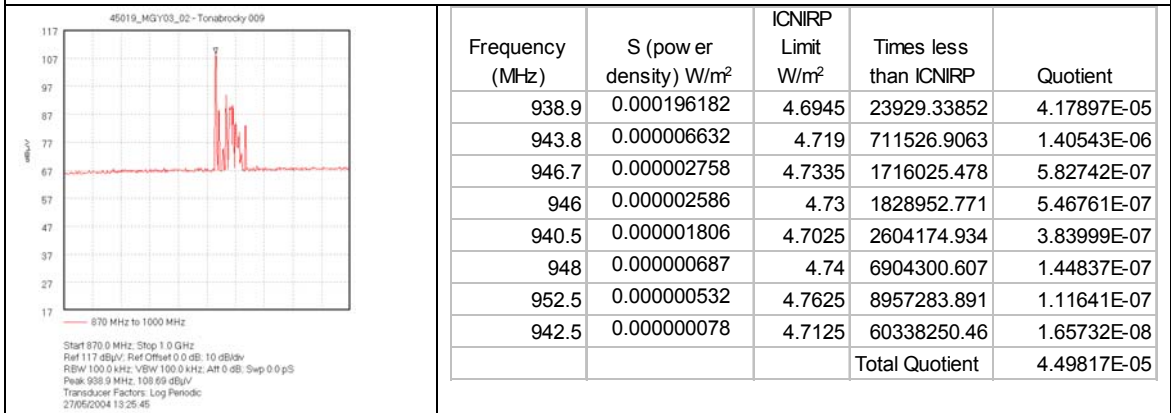 45019_MGY03_02 - Tonabrocky 009
117
107
97
87
77
67
57
47
37
27
17
dBµV
870 MHz to 1000 MHz
Start 870.0 MHz; Stop 1.0 GHz
Ref 117 dBµV; Ref Offset 0.0 dB; 10 dB/div
RBW 100.0 kHz; VBW 100.0 kHz; Att 0 dB; Swp 0.0 pS
Peak 938.9 MHz, 108.69 dBµV
Transducer Factors: Log Periodic
27/05/2004 13:25:45
ICNIRP
Frequency S (pow er Limit Times less
(MHz) density) W/m² W/m² than ICNIRP Quotient
938.9 0.000196182 4.6945 23929.33852 4.17897E-05
943.8 0.000006632 4.719 711526.9063 1.40543E-06
946.7 0.000002758 4.7335 1716025.478 5.82742E-07
946 0.000002586 4.73 1828952.771 5.46761E-07
940.5 0.000001806 4.7025 2604174.934 3.83999E-07
948 0.000000687 4.74 6904300.607 1.44837E-07
952.5 0.000000532 4.7625 8957283.891 1.11641E-07
942.5 0.000000078 4.7125 60338250.46 1.65732E-08
Total Quotient 4.49817E-05